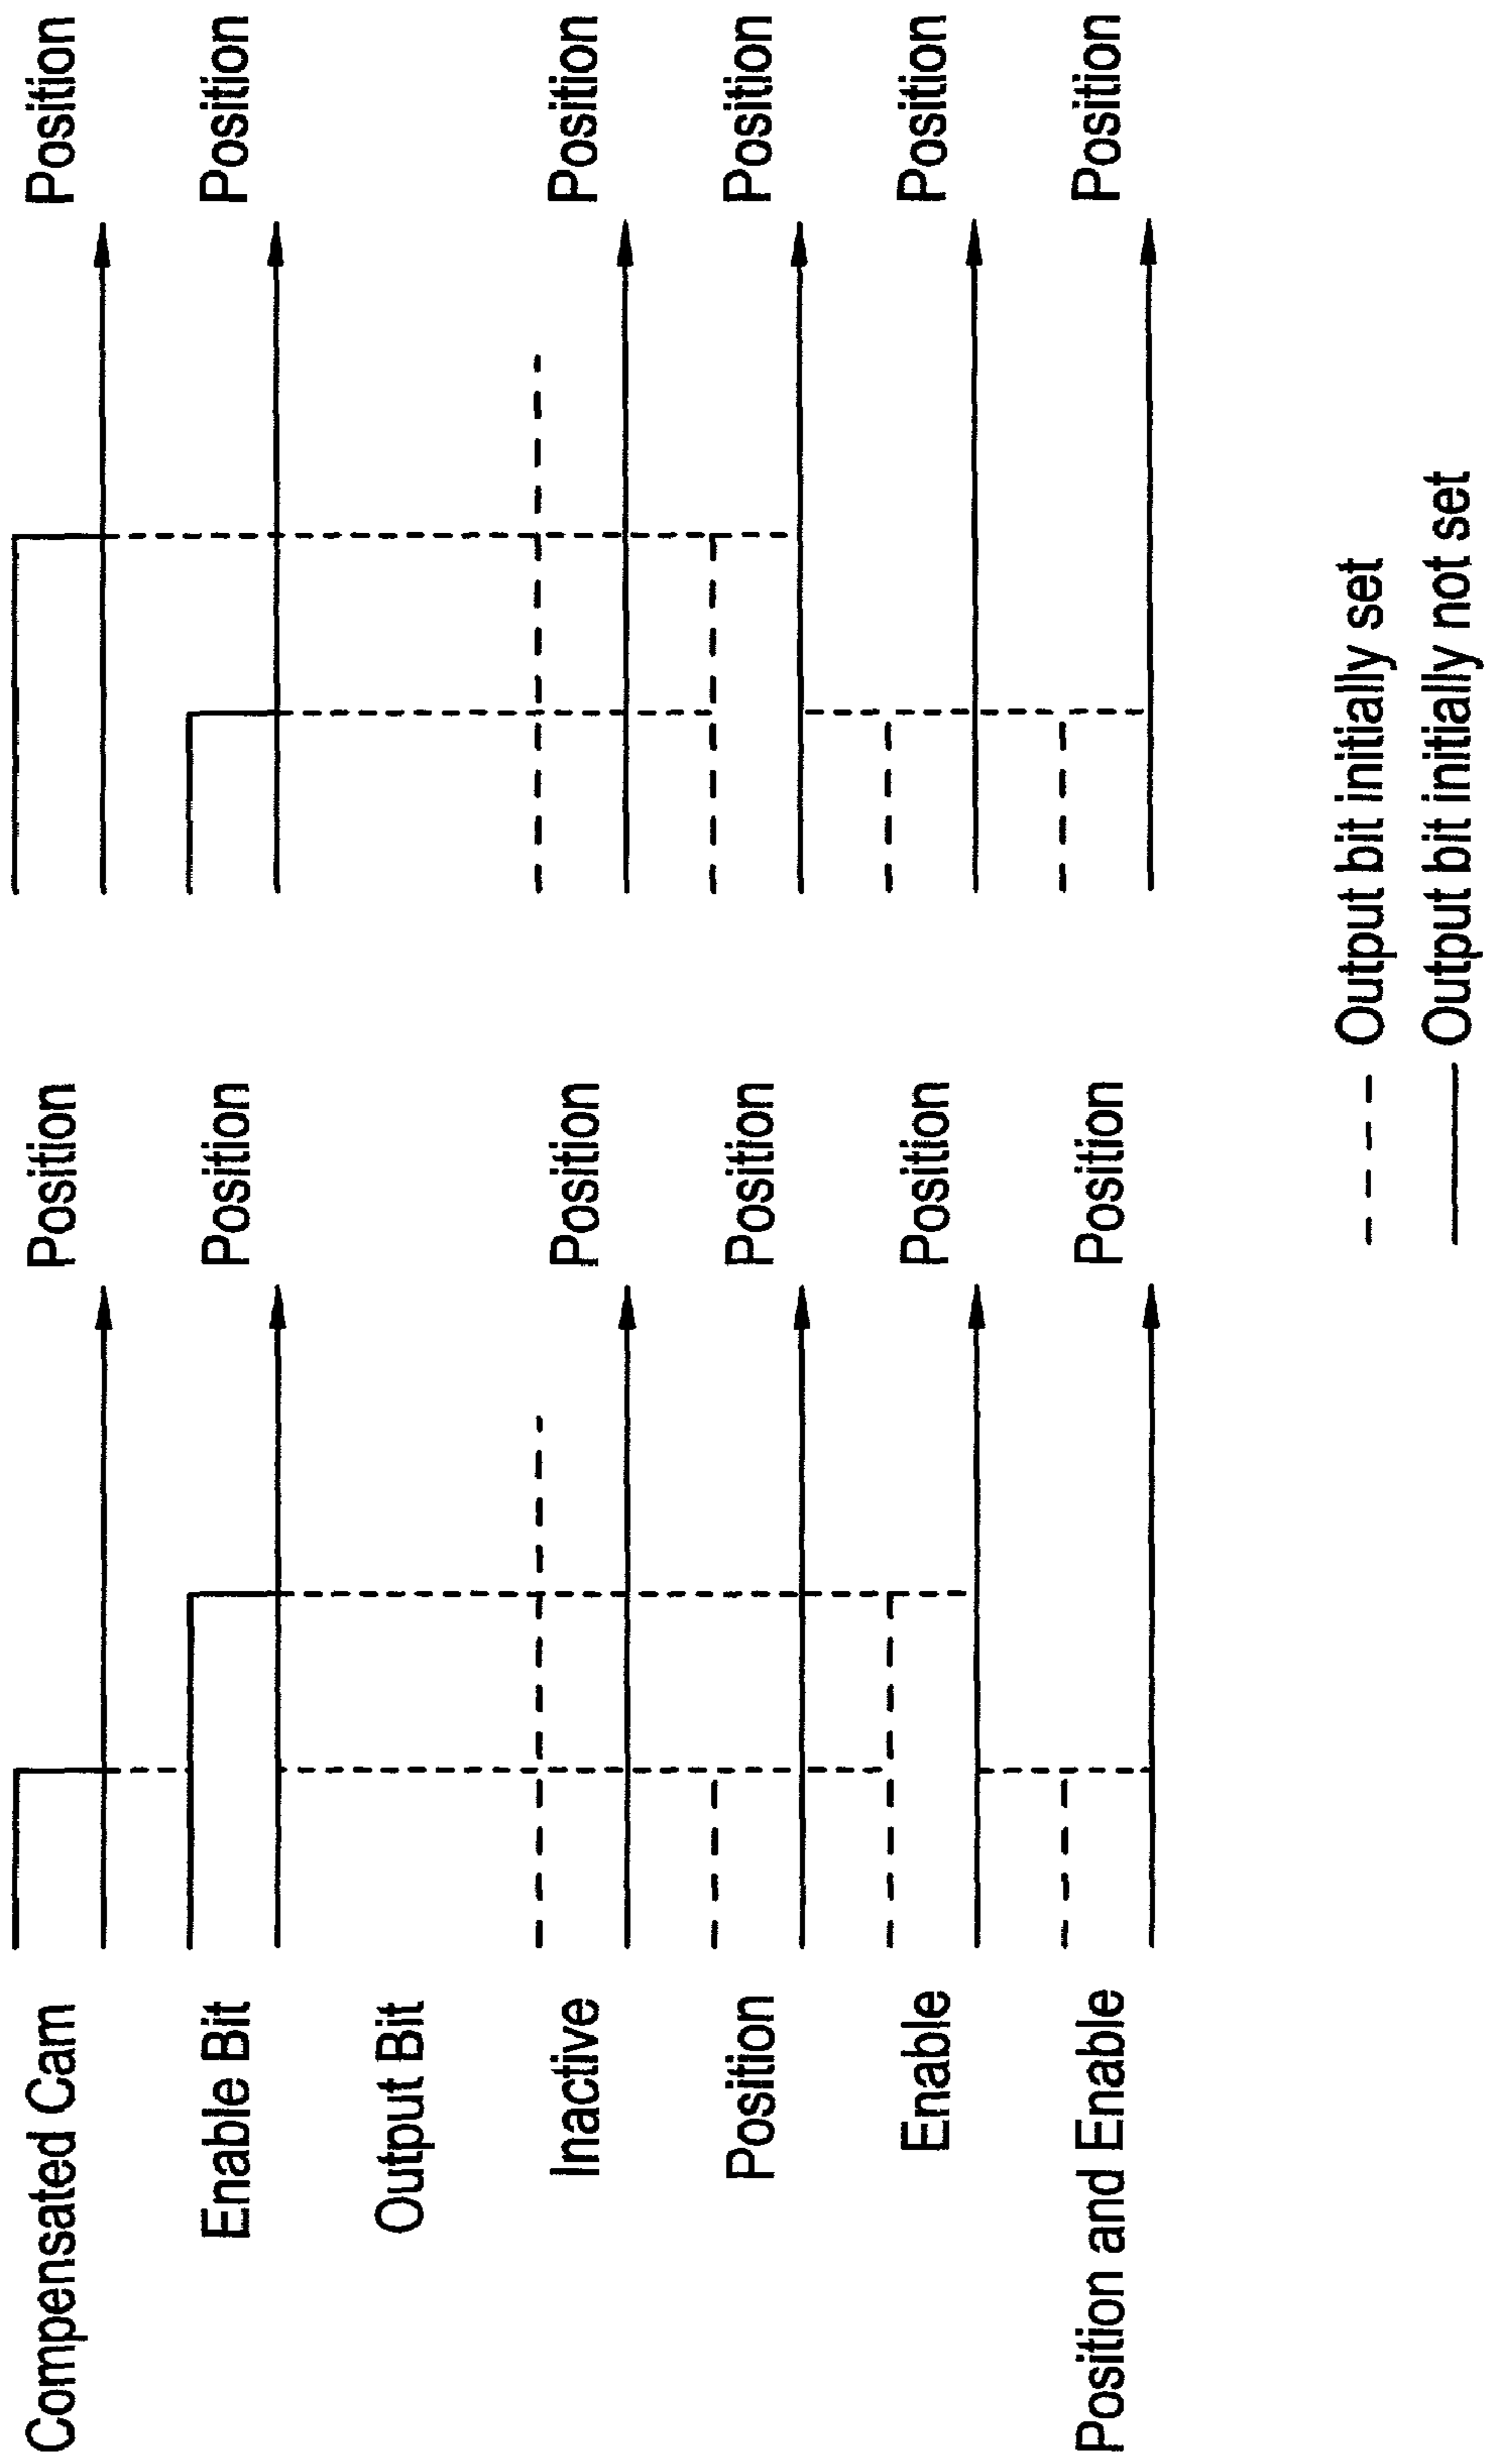 Compensated Cam
Position
Position
Enable Bit
Position
Position
Output Bit
Inactive
Position
Position
Position
Position
Position
Enable
Position
Position
Position and Enable
Position
Position
Output bit initially set
Output bit initially not set